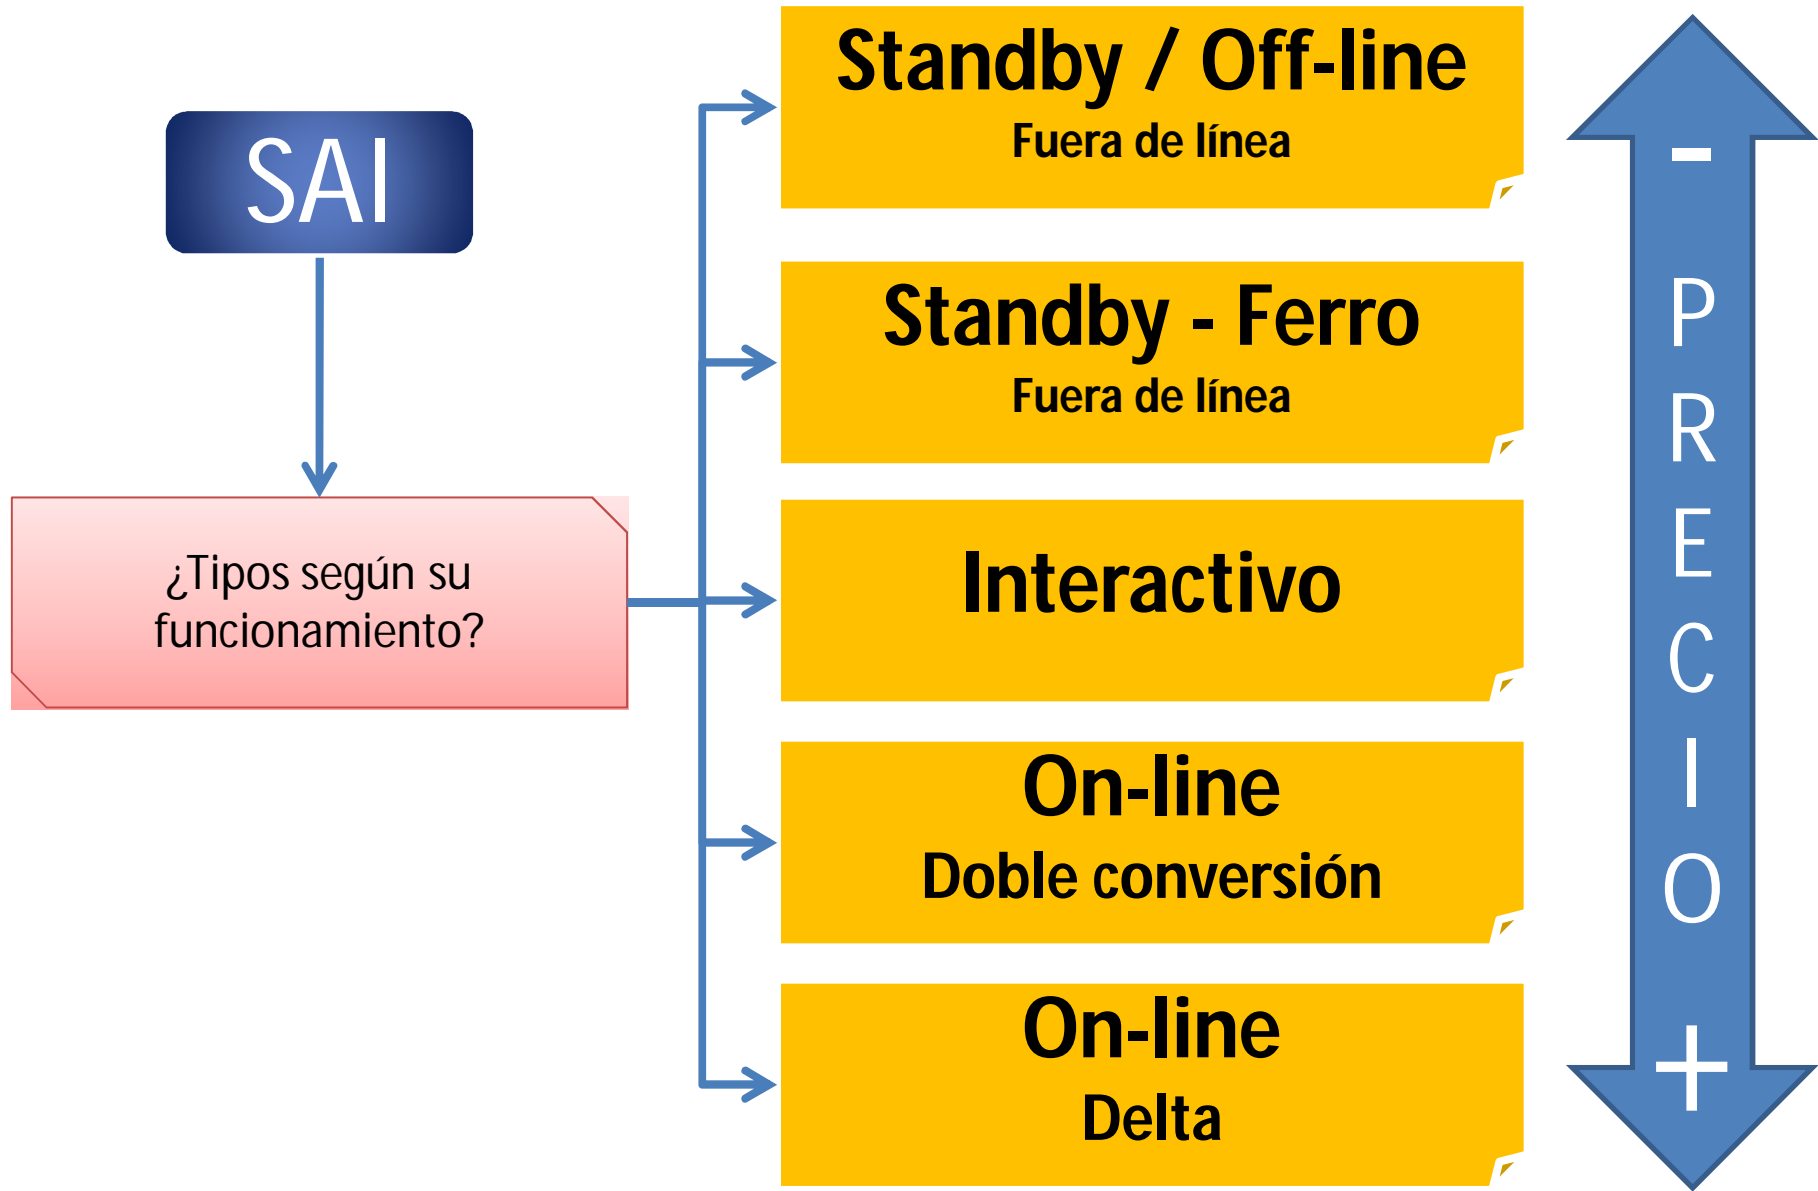 SAI
¿Tipos según su
funcionamiento?
Standby / Off-line
Fuera de línea
Standby - Ferro
Fuera de línea
Interactivo
On-line
Doble conversión
On-line
Delta
-
P
R
E
C
I
O
+